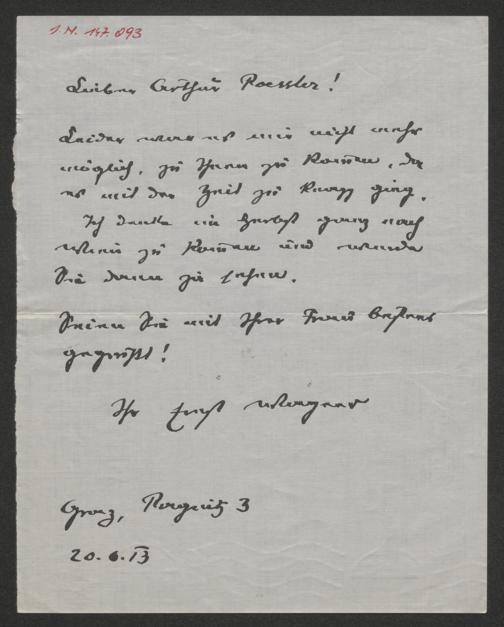 J.N. 147.093
Lieber Arthur Roessler!
Leider war es mir nicht mehr
möglich, zu Ihnen zu kommen, da
es mit der Zeit zu knapp ging.
Ich denke im Herbst ganz nach
Wien zu kommen und werde
Sie dann zu sehen.
Seien Sie mit Ihrer Frau bestens
gegrüßt!
Ihr Ernst Wagner
Graz, Ragnitz 3
20.6.13